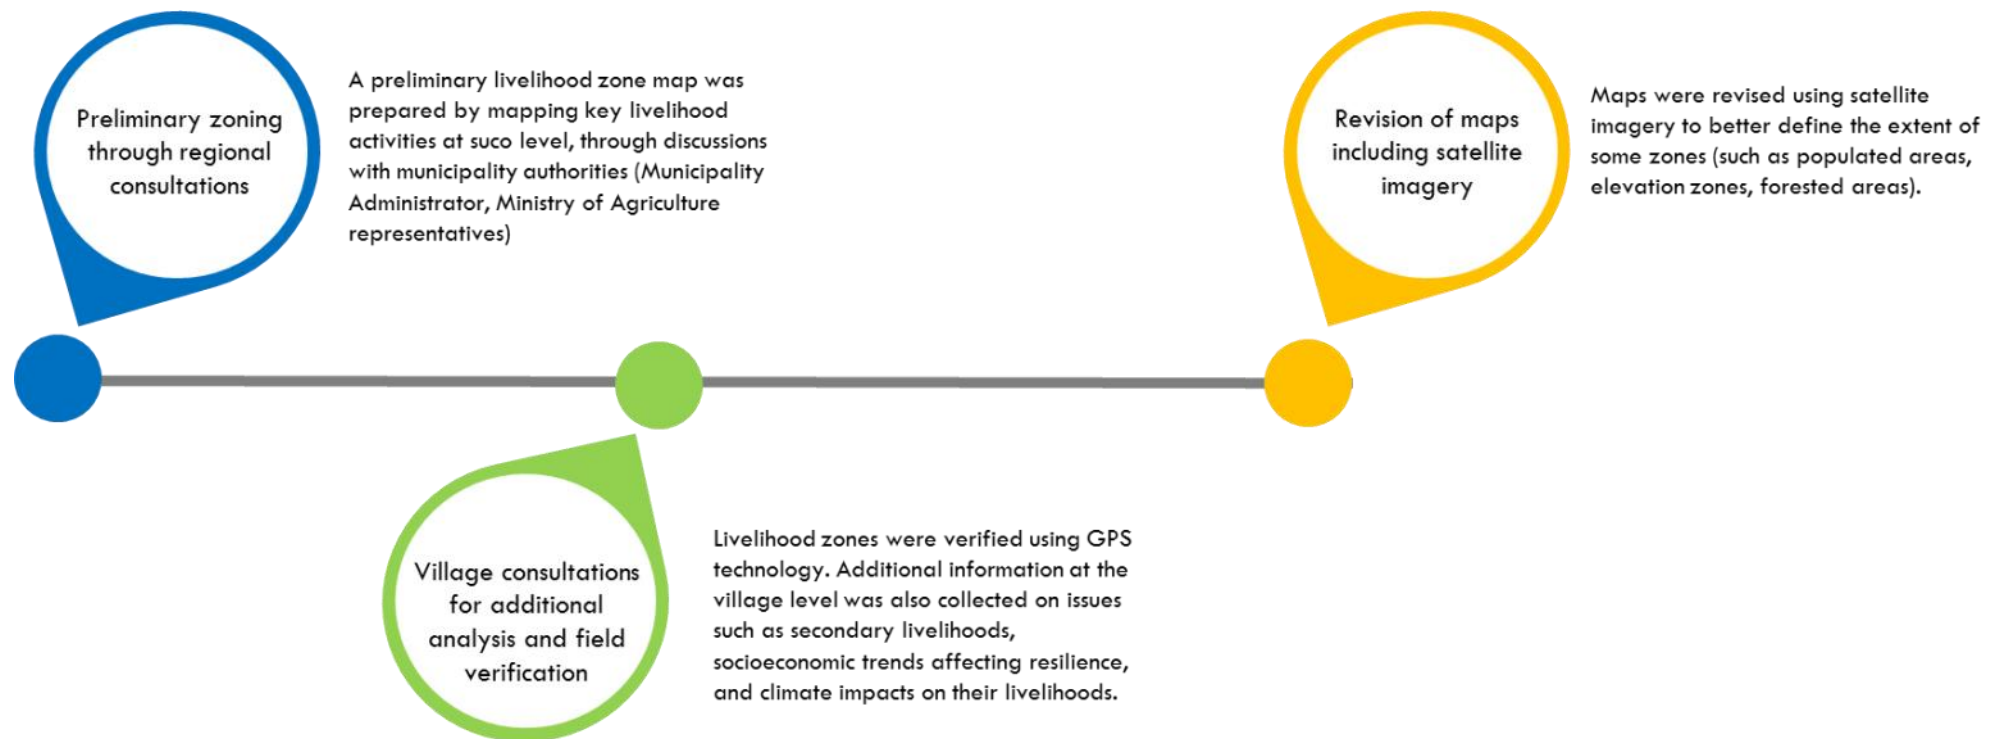 Preliminary zoning
through regional
consultations
A preliminary livelihood zone map was
prepared by mapping key livelihood
activities at suco level, through discussions
with municipality authorities (Municipality
Administrator, Ministry of Agriculture
representatives)
Village consultations
for additional
analysis and field
verification
Livelihood zones were verified using GPS
technology. Additional information at the
village level was also collected on issues
such as secondary livelihoods,
socioeconomic trends affecting resilience,
and climate impacts on their livelihoods.
Revision of maps
including satellite
imagery
Maps were revised using satellite
imagery to better define the extent of
some zones (such as populated areas,
elevation zones, forested areas).